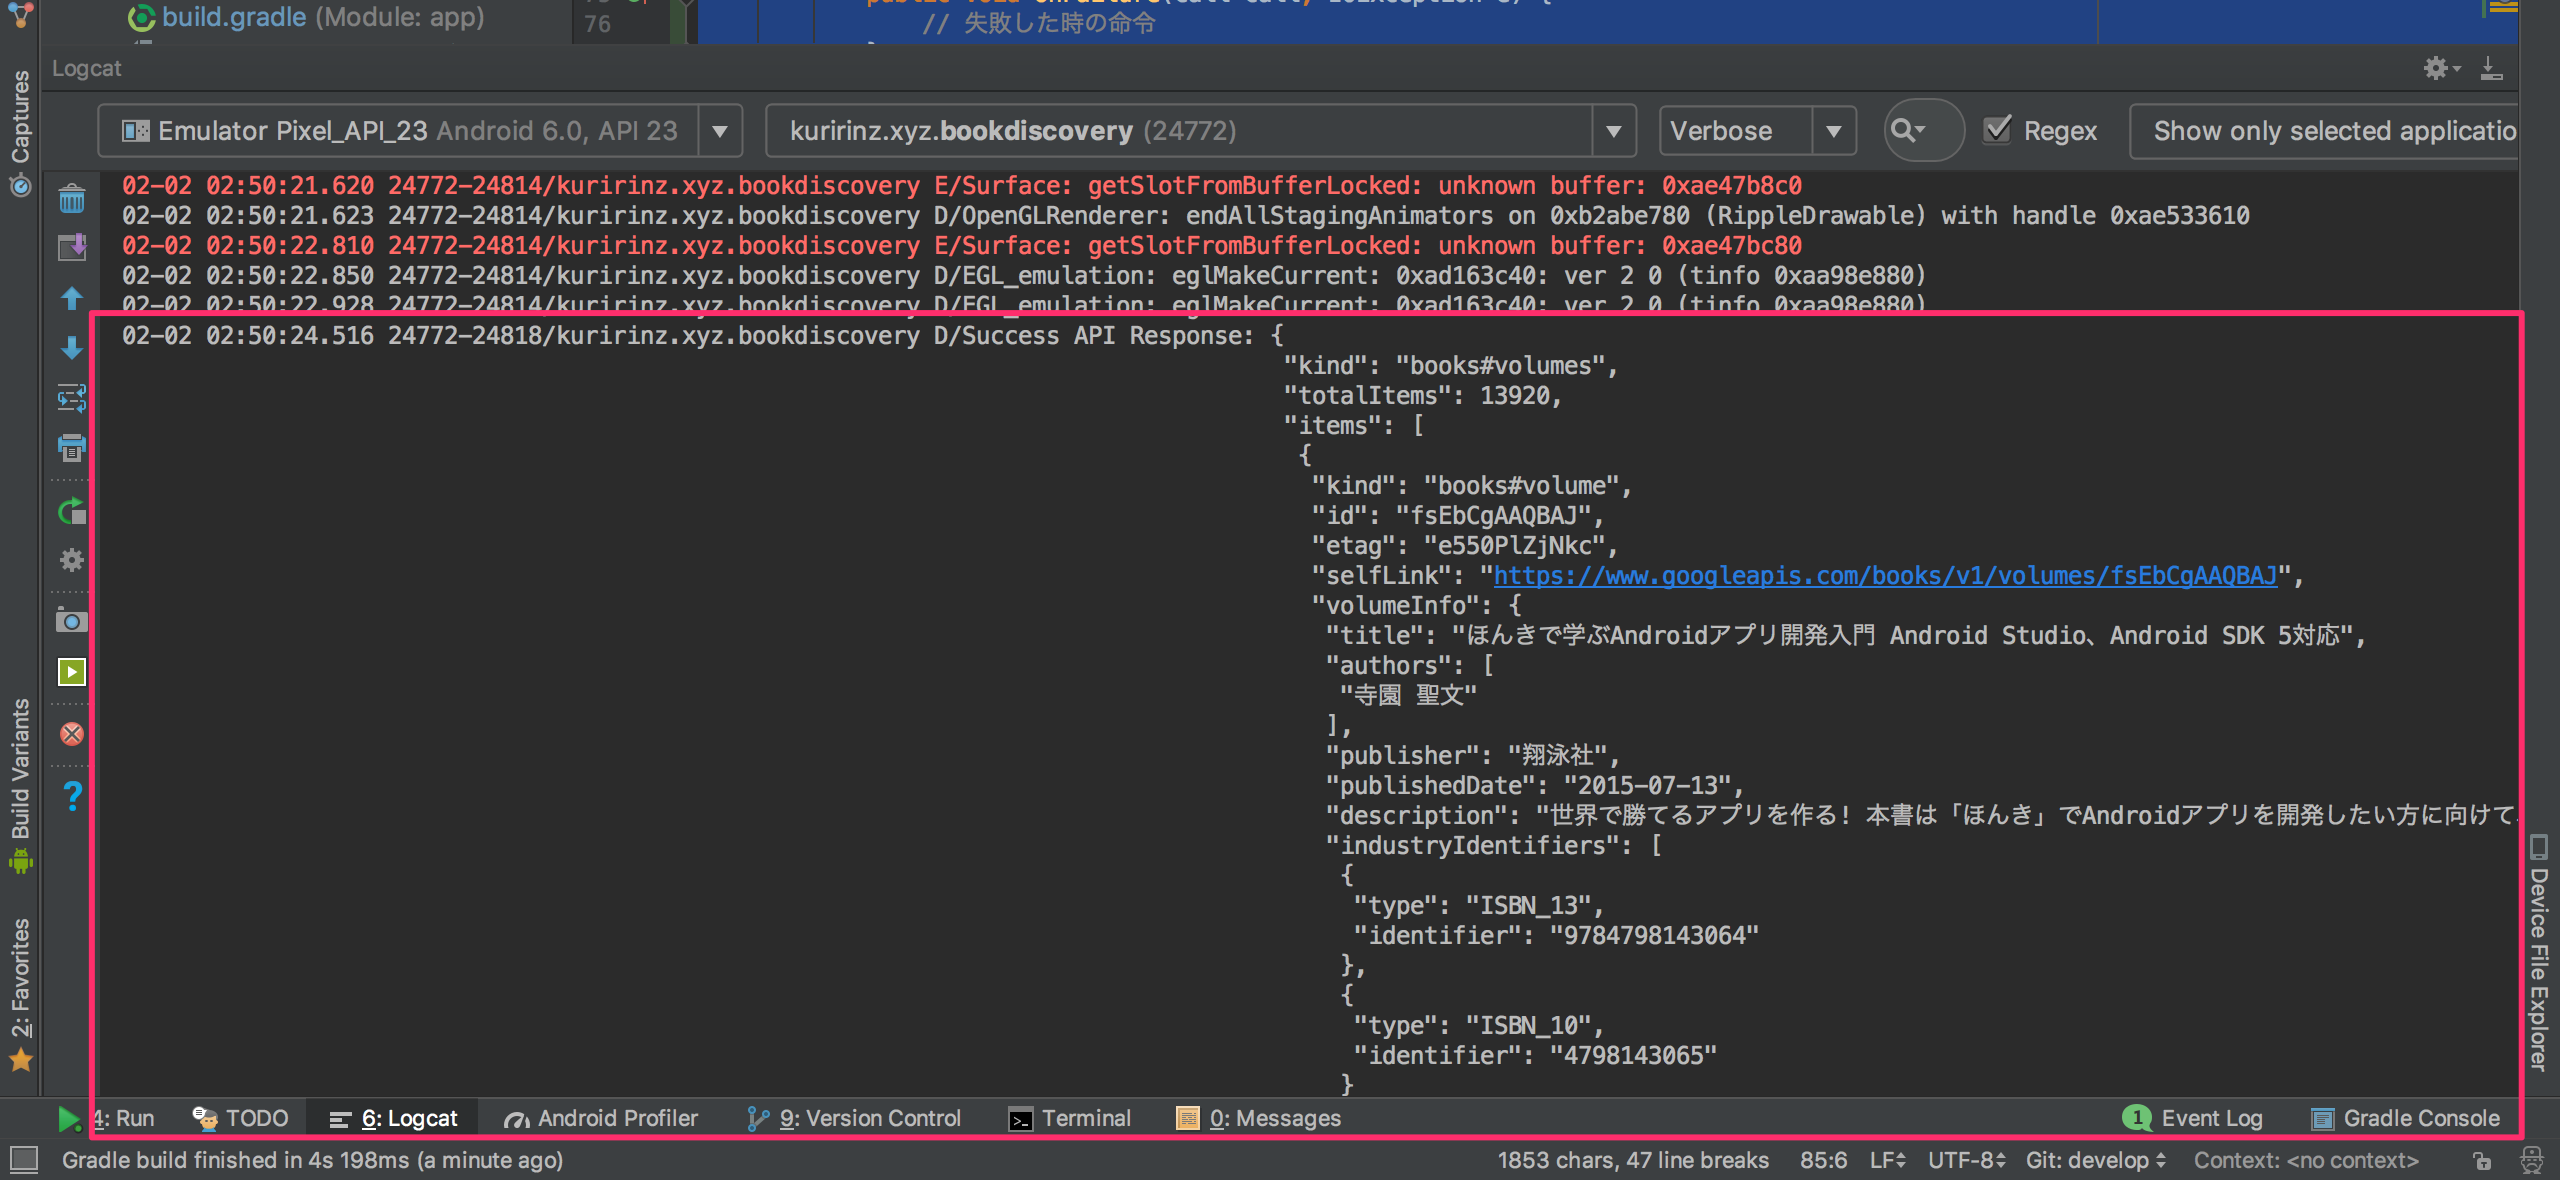 build.gradle (Module: app)
76
// 失敗した時の命令
Logcat
Captures
Emulator Pixel_API_23 Android 6.0, API 23
kuririnz.xyz.bookdiscovery (24772)
Verbose
Regex
Show only selected applicatio
02-02 02:50:21.620 24772-24814/kuririnz.xyz.bookdiscovery E/Surface: getSlotFromBufferLocked: unknown buffer: 0xae47b8c0
02-02 02:50:21.623 24772-24814/kuririnz.xyz.bookdiscovery D/OpenGLRenderer: endAllStagingAnimators on 0xb2abe780 (RippleDrawable) with handle 0xae533610
02-02 02:50:22.810 24772-24814/kuririnz.xyz.bookdiscovery E/Surface: getSlotFromBufferLocked: unknown buffer: 0xae47bc80
02-02 02:50:22.850 24772-24814/kuririnz.xyz.bookdiscovery D/EGL_emulation: eglMakeCurrent: 0xad163c40: ver 2 0 (tinfo 0xaa98e880)
02-02 02:50:22.928 24772-24814/kuririnz.xyz.bookdiscovery D/EGL_emulation: eglMakeCurrent: 0xad163c40: ver 2 0 (tinfo 0xaa98e880)
02-02 02:50:24.516 24772-24818/kuririnz.xyz.bookdiscovery D/Success API Response: {
"kind": "books#volumes",
"totalItems": 13920,
"items": [
{
"kind": "books#volume",
"id": "fsEbCgAAQBAJ",
"etag": "e550PlZjNkc",
"selfLink": "https://www.googleapis.com/books/v1/volumes/fsEbCgAAQBAJ",
"volumeInfo": {
"title": "ほんきで学ぶAndroidアプリ開発入門 Android Studio、Android SDK 5対応",
"authors": [
"寺園 聖文"
],
"publisher": "翔泳社",
"publishedDate": "2015-07-13",
"description": "世界で勝てるアプリを作る! 本書は「ほんき」でAndroidアプリを開発したい方に向けて
"industryIdentifiers": [
{
"type": "ISBN_13",
"identifier": "9784798143064"
},
{
"type": "ISBN_10",
"identifier": "4798143065"
}
Build Variants
2: Favorites
Device File Explorer
4: Run
TODO
6: Logcat
Android Profiler
9: Version Control
Terminal
0: Messages
1 Event Log
Gradle Console
Gradle build finished in 4s 198ms (a minute ago)
1853 chars, 47 line breaks
85:6
LF
UTF-8
Git: develop
Context: <no context>